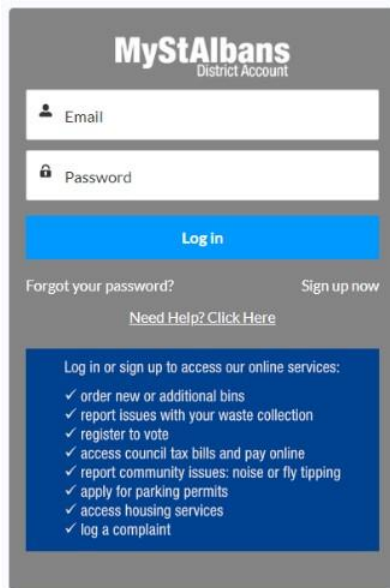 MyStAlbans
District Account
Email
Password
Log in
Forgot your password? Sign up now
Need Help? Click Here
Log in or sign up to access our online services:
✓ order new or additional bins
✓ report issues with your waste collection
✓ register to vote
✓ access council tax bills and pay online
✓ report community issues: noise or fly tipping
✓ apply for parking permits
✓ access housing services
✓ log a complaint